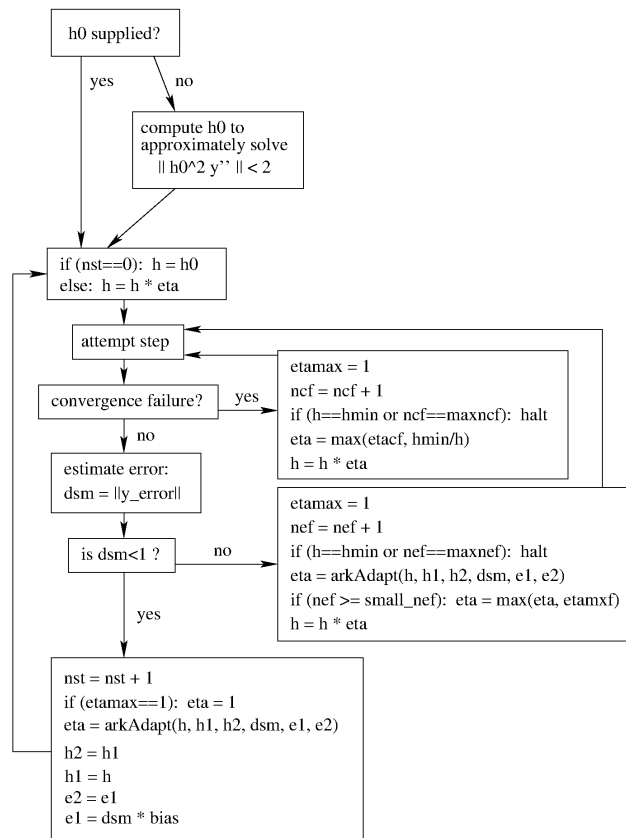 h0 supplied?
yes
no
compute h0 to
approximately solve
|| h0^2 y’’ || < 2
if (nst==0): h = h0
else: h = h * eta
attempt step
convergence failure?
yes
etamax = 1
ncf = ncf + 1
if (h==hmin or ncf==maxncf): halt
eta = max(etacf, hmin/h)
h = h * eta
no
estimate error:
dsm = ||y_error||
is dsm<1 ?
no
etamax = 1
nef = nef + 1
if (h==hmin or nef==maxnef): halt
eta = arkAdapt(h, h1, h2, dsm, e1, e2)
if (nef >= small_nef): eta = max(eta, etamxf)
h = h * eta
yes
nst = nst + 1
if (etamax==1): eta = 1
eta = arkAdapt(h, h1, h2, dsm, e1, e2)
h2 = h1
h1 = h
e2 = e1
e1 = dsm * bias